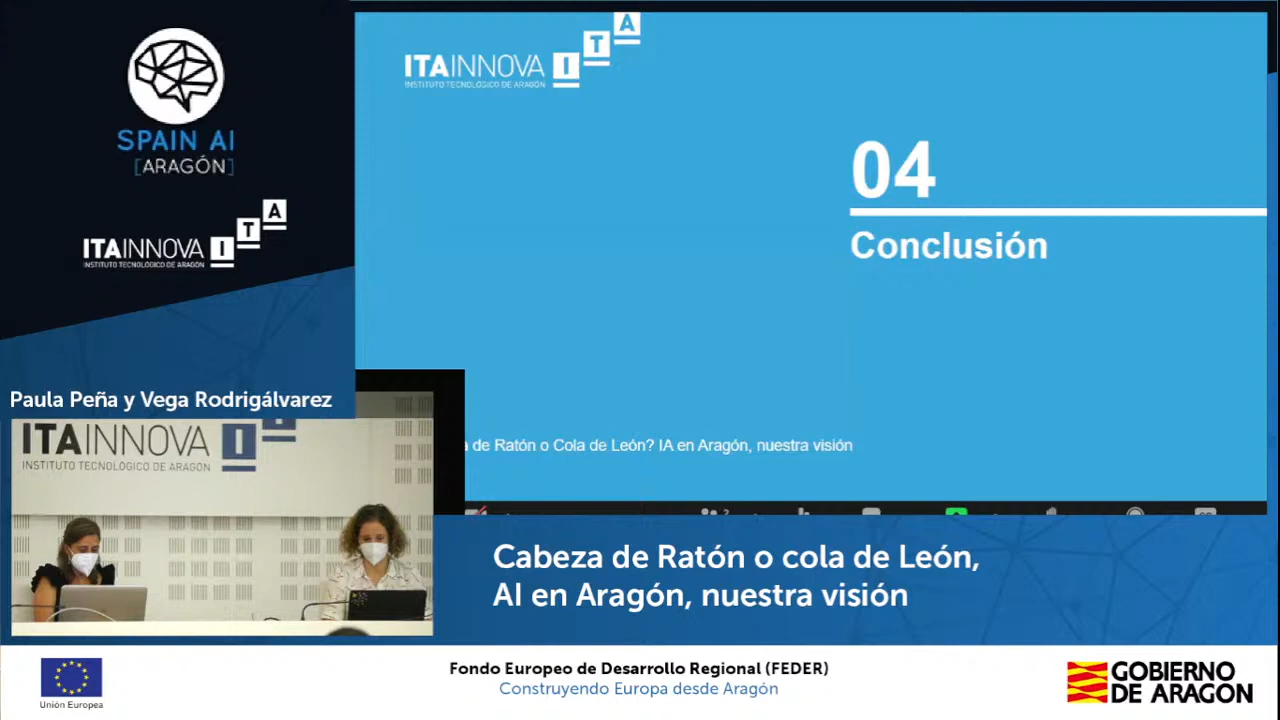 SPAIN AI
[ARAGÓN]
ITAINNOVA
INSTITUTO TECNOLÓGICO DE ARAGÓN
I T A
ITAINNOVA
INSTITUTO TECNOLÓGICO DE ARAGÓN
I T A
04
Conclusión
de Ratón o Cola de León? IA en Aragón, nuestra visión
Paula Peña y Vega Rodrigálvarez
ITAINNOVA
INSTITUTO TECNOLÓGICO DE ARAGÓN
I
Cabeza de Ratón o cola de León,
AI en Aragón, nuestra visión
Unión Europea
Fondo Europeo de Desarrollo Regional (FEDER)
Construyendo Europa desde Aragón
GOBIERNO
DE ARAGON